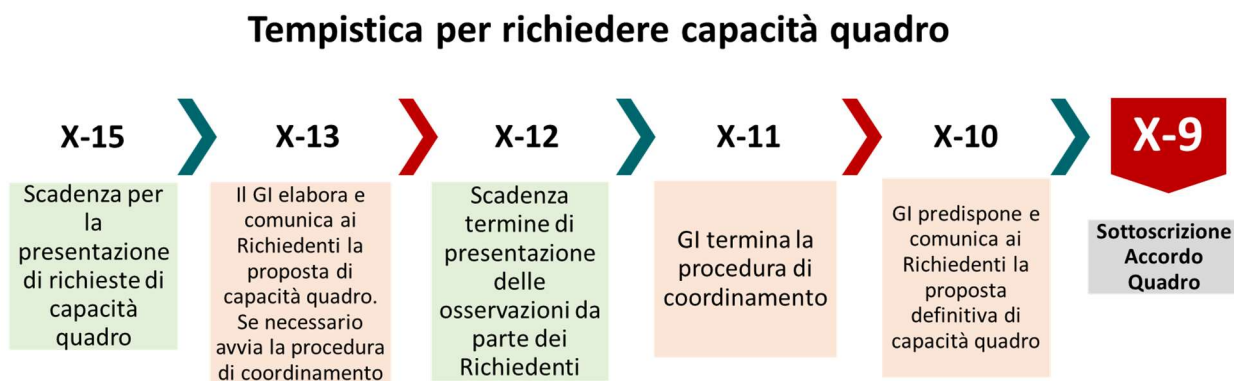 Tempistica per richiedere capacità quadro
X-15
Scadenza per
la
presentazione
di richieste di
capacità
quadro
X-13
Il GI elabora e
comunica ai
Richiedenti la
proposta di
capacità quadro.
Se necessario
avvia la procedura
di coordinamento
X-12
Scadenza
termine di
presentazione
delle
osservazioni da
parte dei
Richiedenti
X-11
GI termina la
procedura di
coordinamento
X-10
GI predispone e
comunica ai
Richiedenti la
proposta
definitiva di
capacità quadro
X-9
Sottoscrizione
Accordo
Quadro